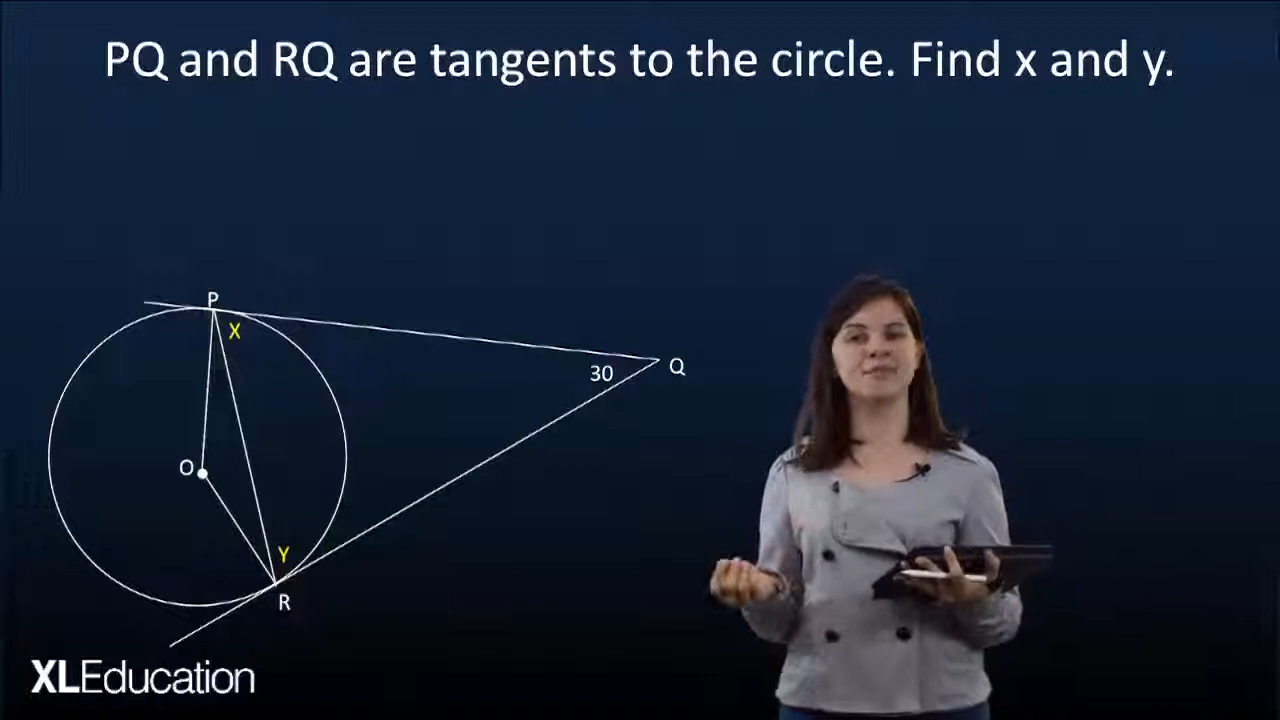 PQ and RQ are tangents to the circle. Find x and y.
P
X
Q
30
O
Y
R
XLEducation